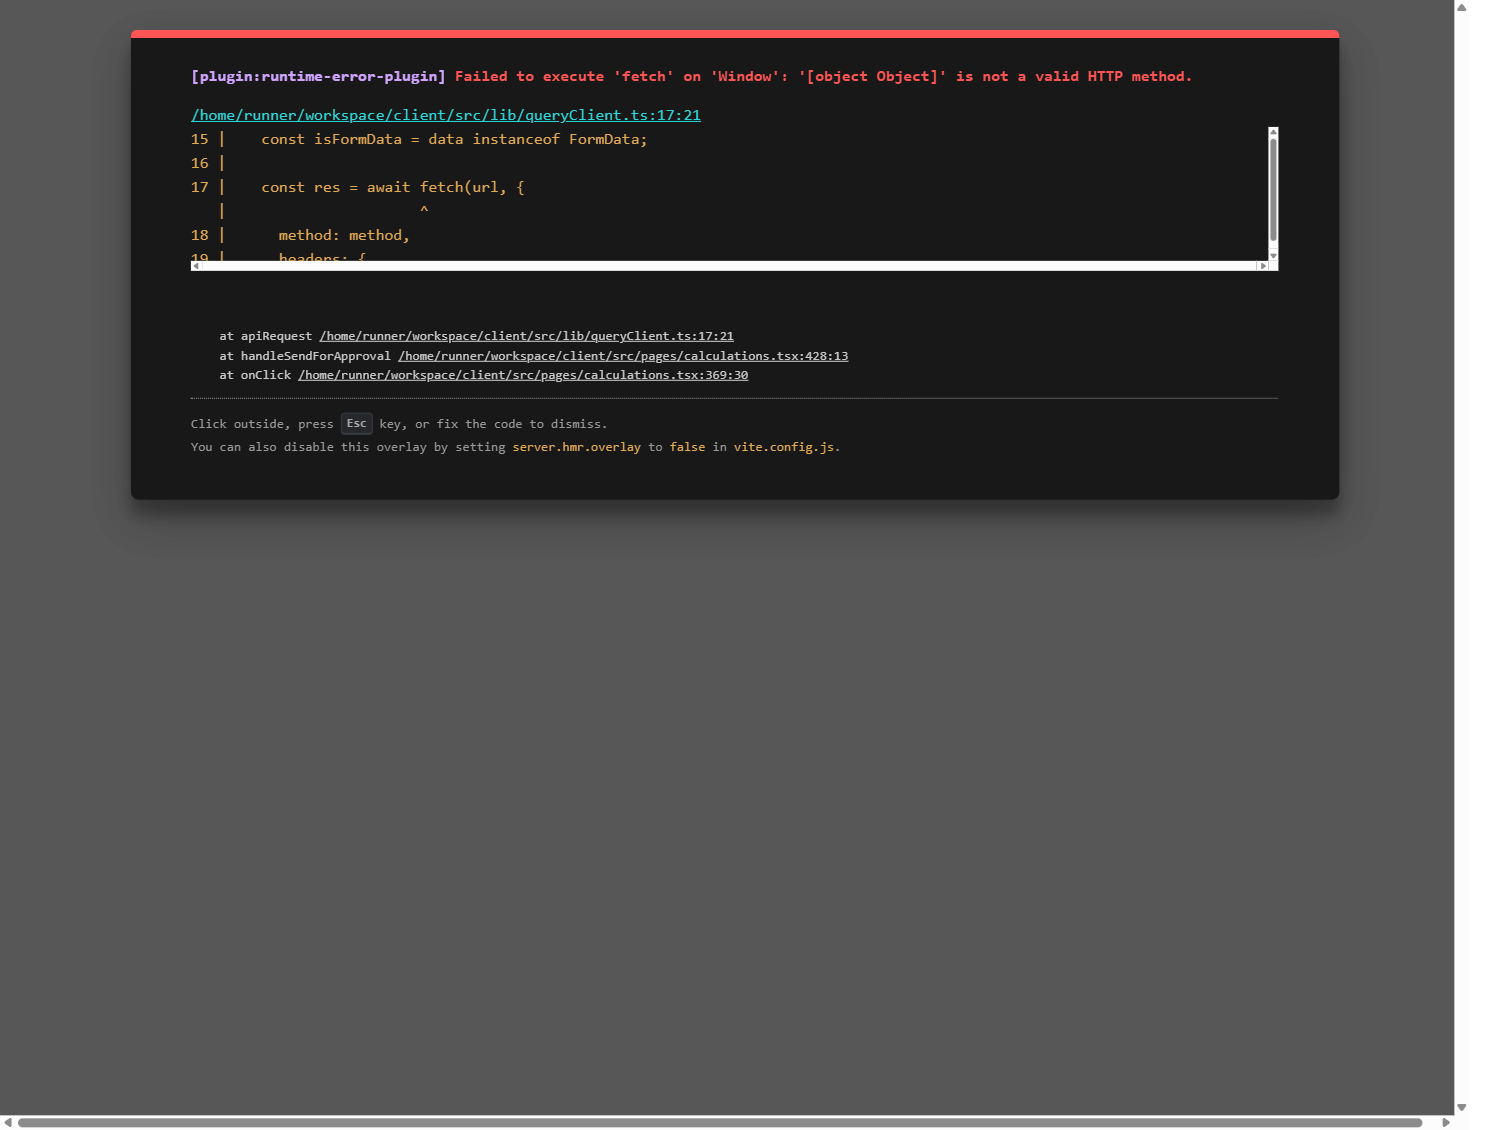 [plugin:runtime-error-plugin] Failed to execute 'fetch' on 'Window': '[object Object]' is not a valid HTTP method.
/home/runner/workspace/client/src/lib/queryClient.ts:17:21
15 |    const isFormData = data instanceof FormData;
16 |
17 |    const res = await fetch(url, {
   |                      ^
18 |      method: method,
19 |      headers: {
at apiRequest /home/runner/workspace/client/src/lib/queryClient.ts:17:21
at handleSendForApproval /home/runner/workspace/client/src/pages/calculations.tsx:428:13
at onClick /home/runner/workspace/client/src/pages/calculations.tsx:369:30
Click outside, press Esc key, or fix the code to dismiss.
You can also disable this overlay by setting server.hmr.overlay to false in vite.config.js.